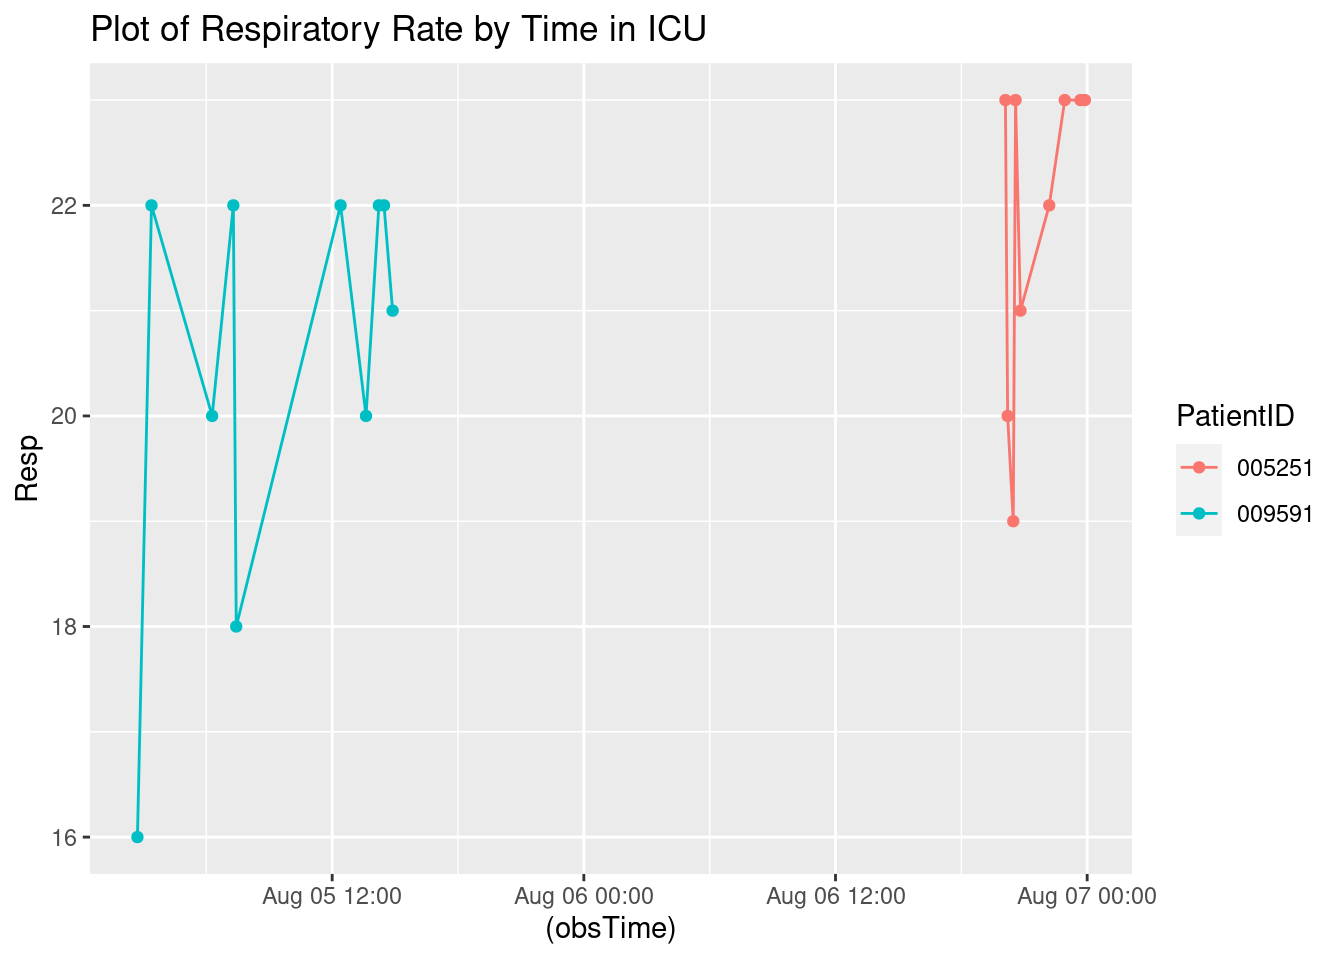 Plot of Respiratory Rate by Time in ICU
22
20
18
16
Resp
Aug 05 12:00
Aug 06 00:00
Aug 06 12:00
Aug 07 00:00
(obsTime)
PatientID
005251
009591